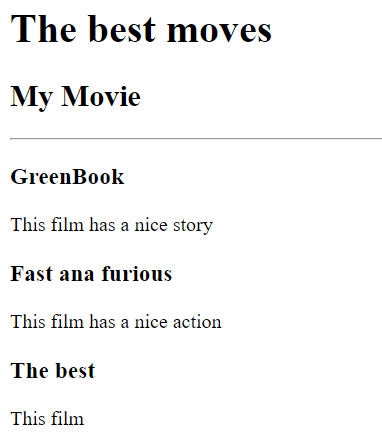 The best moves
My Movie
GreenBook
This film has a nice story
Fast ana furious
This film has a nice action
The best
This film